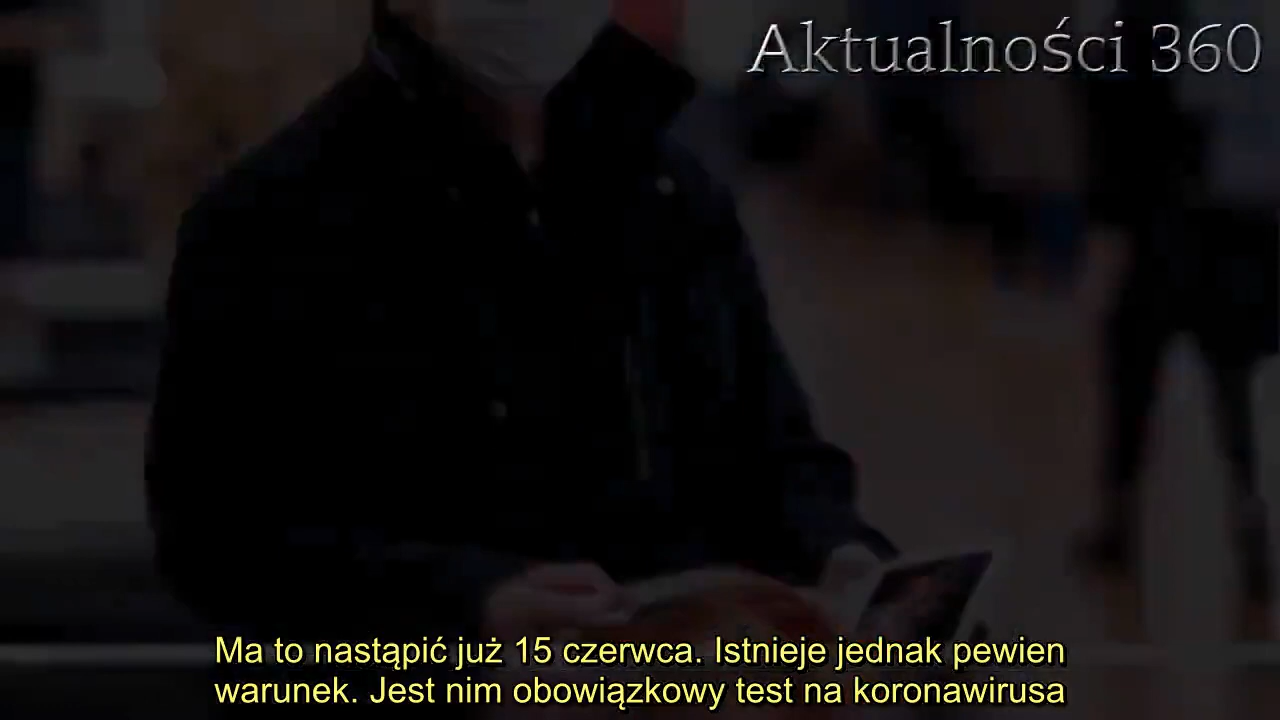 Aktualności 360
Ma to nastąpić już 15 czerwca. Istnieje jednak pewien
warunek. Jest nim obowiązkowy test na koronawirusa